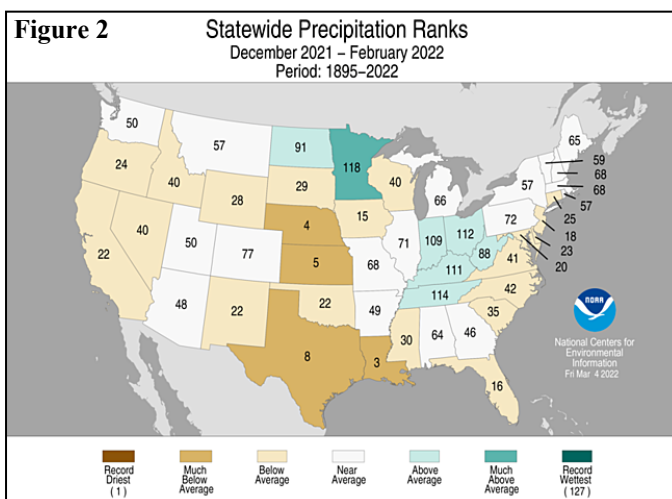 Figure 2
Statewide Precipitation Ranks
December 2021 – February 2022
Period: 1895–2022
50
57
91
118
65
59
68
68
57
25
18
23
20
24
40
28
29
40
66
57
72
22
40
50
77
4
15
71
109
112
88
41
5
68
111
42
48
22
22
49
114
35
8
3
30
64
46
16
NOAA
National Centers for
Environmental
Information
Fri Mar 4 2022
Record
Driest
(1)
Much
Below
Average
Below
Average
Near
Average
Above
Average
Much
Above
Average
Record
Wettest
(127)